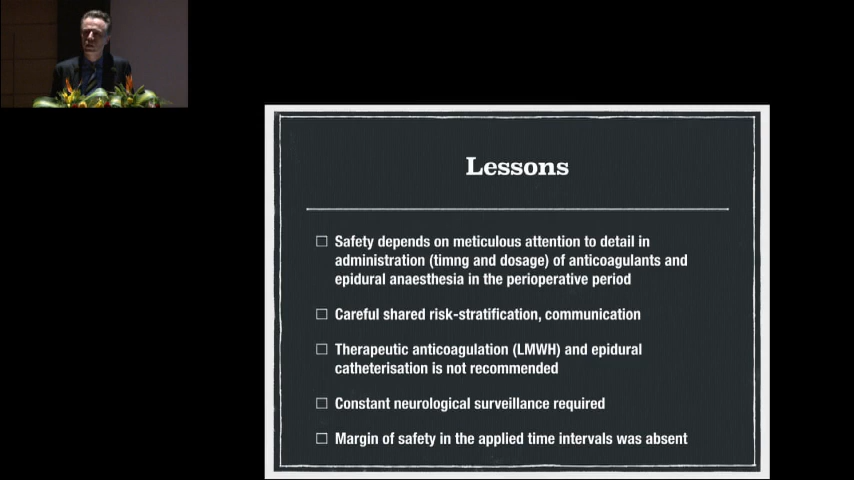 Lessons
Safety depends on meticulous attention to detail in
administration (timng and dosage) of anticoagulants and
epidural anaesthesia in the perioperative period
Careful shared risk-stratification, communication
Therapeutic anticoagulation (LMWH) and epidural
catheterisation is not recommended
Constant neurological surveillance required
Margin of safety in the applied time intervals was absent